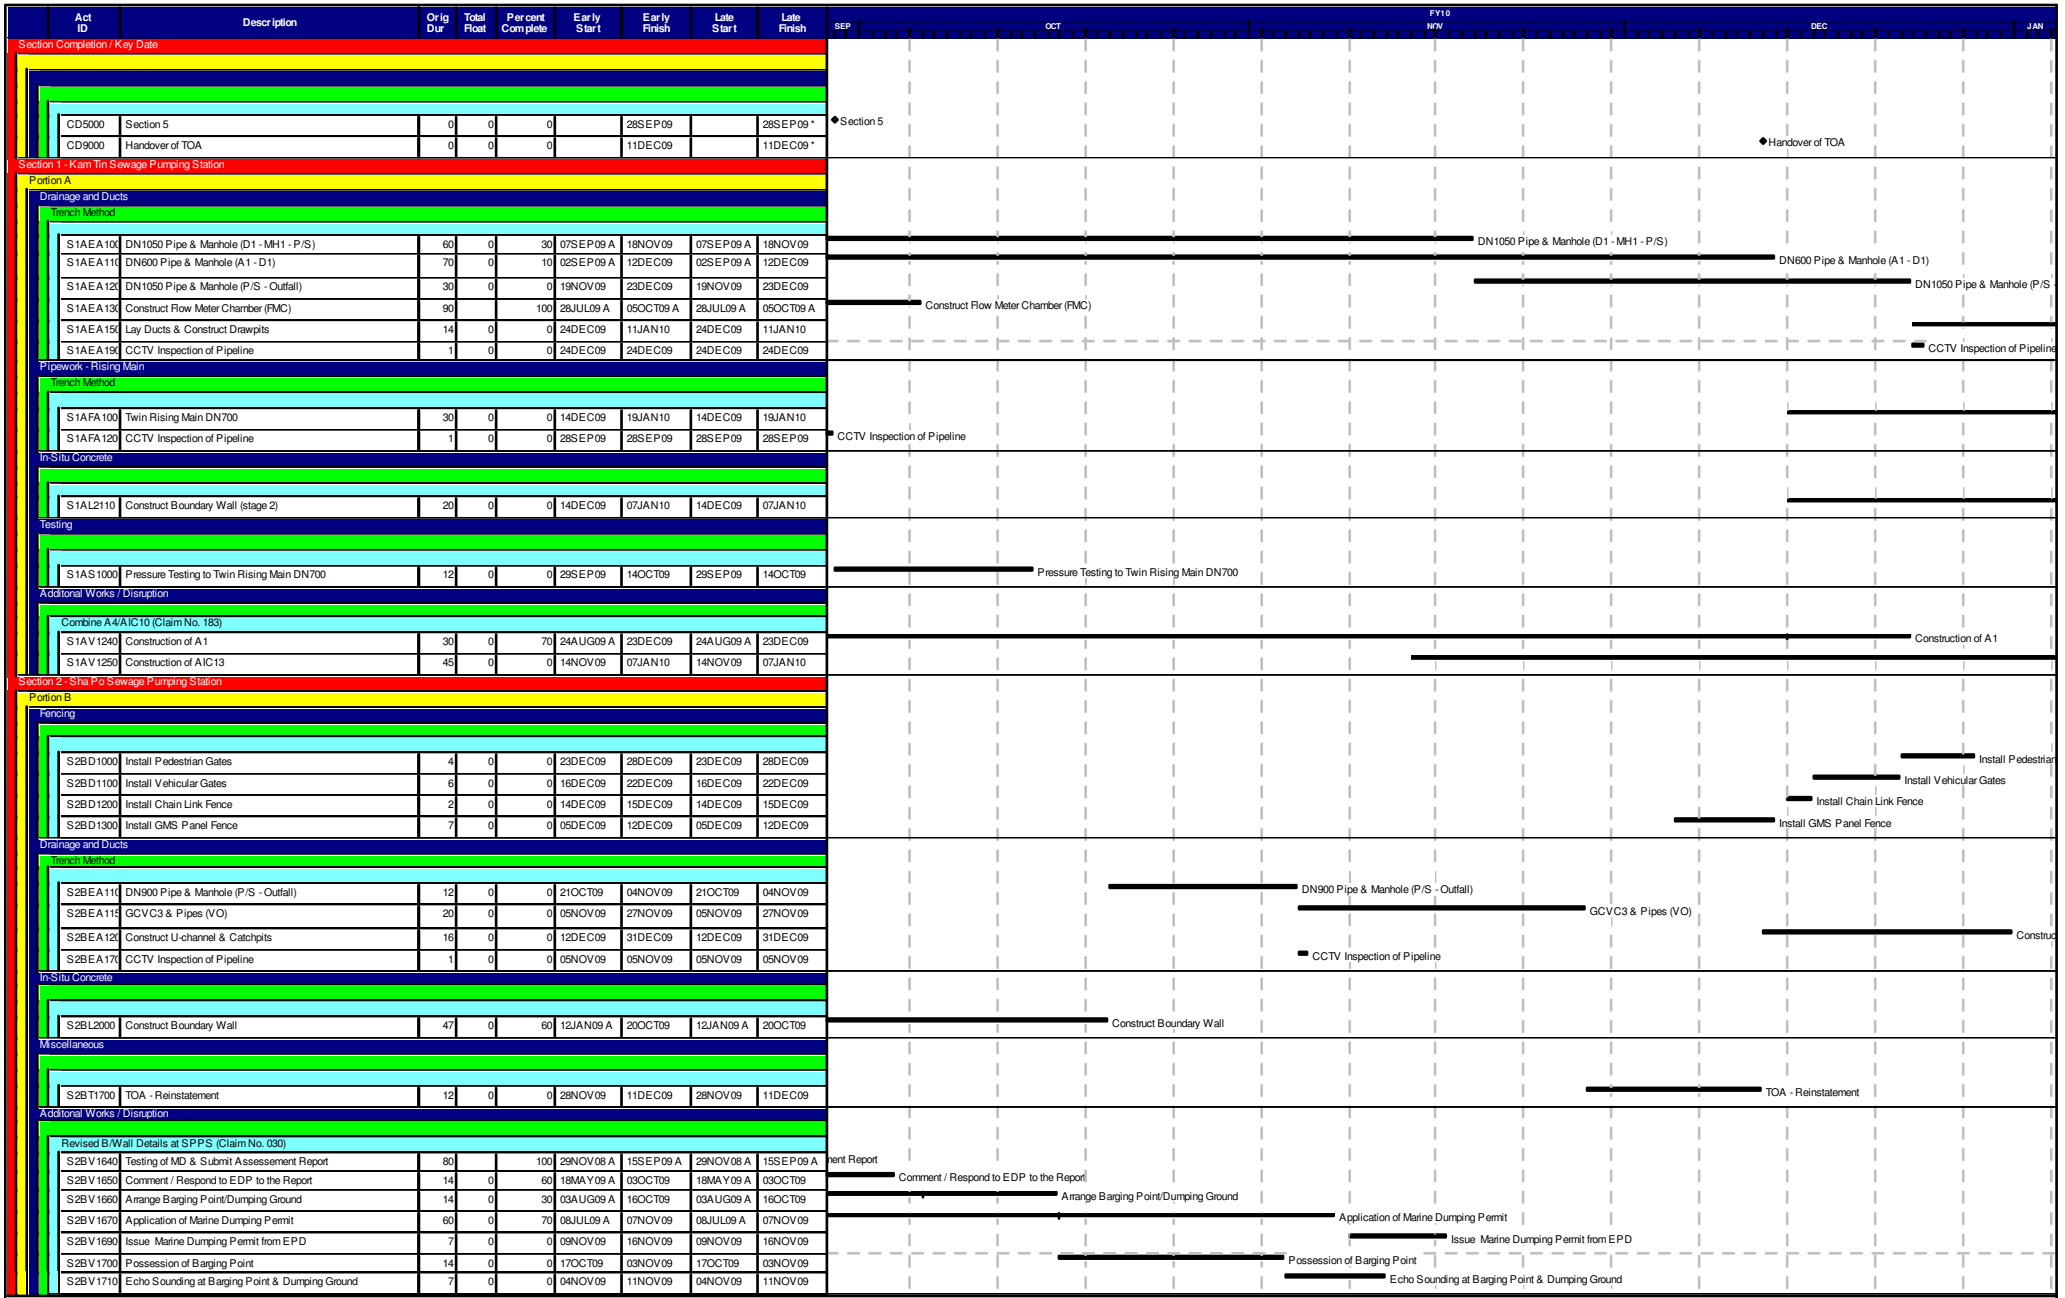 Act ID Description Orig Dur Total Float Percent Complete Early Start Early Finish Late Start Late Finish
FY10
SEP OCT NOV DEC JAN
Section Completion / Key Date
CD5000 Section 5 0 0 0 28SEP09 28SEP09 * Section 5
CD9000 Handover of TOA 0 0 0 11DEC09 11DEC09 * Handover of TOA
Section 1 - Kam Tin Sewage Pumping Station
Portion A
Drainage and Ducts
Trench Method
S1AEA100 DN1050 Pipe & Manhole (D1 - MH1 - P/S) 60 0 30 07SEP09 A 18NOV09 07SEP09 A 18NOV09 DN1050 Pipe & Manhole (D1 - MH1 - P/S)
S1AEA110 DN600 Pipe & Manhole (A1 - D1) 70 0 10 02SEP09 A 12DEC09 02SEP09 A 12DEC09 DN600 Pipe & Manhole (A1 - D1)
S1AEA120 DN1050 Pipe & Manhole (P/S - Outfall) 30 0 0 19NOV09 23DEC09 19NOV09 23DEC09 DN1050 Pipe & Manhole (P/S -
S1AEA130 Construct Flow Meter Chamber (FMC) 90 100 28JUL09 A 05OCT09 A 28JUL09 A 05OCT09 A Construct Flow Meter Chamber (FMC)
S1AEA150 Lay Ducts & Construct Drawpits 14 0 0 24DEC09 11JAN10 24DEC09 11JAN10
S1AEA190 CCTV Inspection of Pipeline 1 0 0 24DEC09 24DEC09 24DEC09 24DEC09 CCTV Inspection of Pipeline
Pipework - Rising Main
Trench Method
S1AFA100 Twin Rising Main DN700 30 0 0 14DEC09 19JAN10 14DEC09 19JAN10
S1AFA120 CCTV Inspection of Pipeline 1 0 0 28SEP09 28SEP09 28SEP09 28SEP09 CCTV Inspection of Pipeline
In-Situ Concrete
S1AL2110 Construct Boundary Wall (stage 2) 20 0 0 14DEC09 07JAN10 14DEC09 07JAN10
Testing
S1AS1000 Pressure Testing to Twin Rising Main DN700 12 0 0 29SEP09 14OCT09 29SEP09 14OCT09 Pressure Testing to Twin Rising Main DN700
Additonal Works / Disruption
Combine A4/AIC10 (Claim No. 183)
S1AV1240 Construction of A1 30 0 70 24AUG09 A 23DEC09 24AUG09 A 23DEC09 Construction of A1
S1AV1250 Construction of AIC13 45 0 0 14NOV09 07JAN10 14NOV09 07JAN10
Section 2 - Sha Po Sewage Pumping Station
Portion B
Fencing
S2BD1000 Install Pedestrian Gates 4 0 0 23DEC09 28DEC09 23DEC09 28DEC09 Install Pedestrian
S2BD1100 Install Vehicular Gates 6 0 0 16DEC09 22DEC09 16DEC09 22DEC09 Install Vehicular Gates
S2BD1200 Install Chain Link Fence 2 0 0 14DEC09 15DEC09 14DEC09 15DEC09 Install Chain Link Fence
S2BD1300 Install GMS Panel Fence 7 0 0 05DEC09 12DEC09 05DEC09 12DEC09 Install GMS Panel Fence
Drainage and Ducts
Trench Method
S2BEA110 DN900 Pipe & Manhole (P/S - Outfall) 12 0 0 21OCT09 04NOV09 21OCT09 04NOV09 DN900 Pipe & Manhole (P/S - Outfall)
S2BEA115 GCVC3 & Pipes (VO) 20 0 0 05NOV09 27NOV09 05NOV09 27NOV09 GCVC3 & Pipes (VO)
S2BEA120 Construct U-channel & Catchpits 16 0 0 12DEC09 31DEC09 12DEC09 31DEC09 Construc
S2BEA170 CCTV Inspection of Pipeline 1 0 0 05NOV09 05NOV09 05NOV09 05NOV09 CCTV Inspection of Pipeline
In-Situ Concrete
S2BL2000 Construct Boundary Wall 47 0 60 12JAN09 A 20OCT09 12JAN09 A 20OCT09 Construct Boundary Wall
Miscellaneous
S2BT1700 TOA - Reinstatement 12 0 0 28NOV09 11DEC09 28NOV09 11DEC09 TOA - Reinstatement
Additonal Works / Disruption
Revised B/Wall Details at SPPS (Claim No. 030)
S2BV1640 Testing of MD & Submit Assessement Report 80 100 29NOV08 A 15SEP09 A 29NOV08 A 15SEP09 A ment Report
S2BV1650 Comment / Respond to EDP to the Report 14 0 60 18MAY09 A 03OCT09 18MAY09 A 03OCT09 Comment / Respond to EDP to the Report
S2BV1660 Arrange Barging Point/Dumping Ground 14 0 30 03AUG09 A 16OCT09 03AUG09 A 16OCT09 Arrange Barging Point/Dumping Ground
S2BV1670 Application of Marine Dumping Permit 60 0 70 08JUL09 A 07NOV09 08JUL09 A 07NOV09 Application of Marine Dumping Permit
S2BV1690 Issue Marine Dumping Permit from EPD 7 0 0 09NOV09 16NOV09 09NOV09 16NOV09 Issue Marine Dumping Permit from EPD
S2BV1700 Possession of Barging Point 14 0 0 17OCT09 03NOV09 17OCT09 03NOV09 Possession of Barging Point
S2BV1710 Echo Sounding at Barging Point & Dumping Ground 7 0 0 04NOV09 11NOV09 04NOV09 11NOV09 Echo Sounding at Barging Point & Dumping Ground